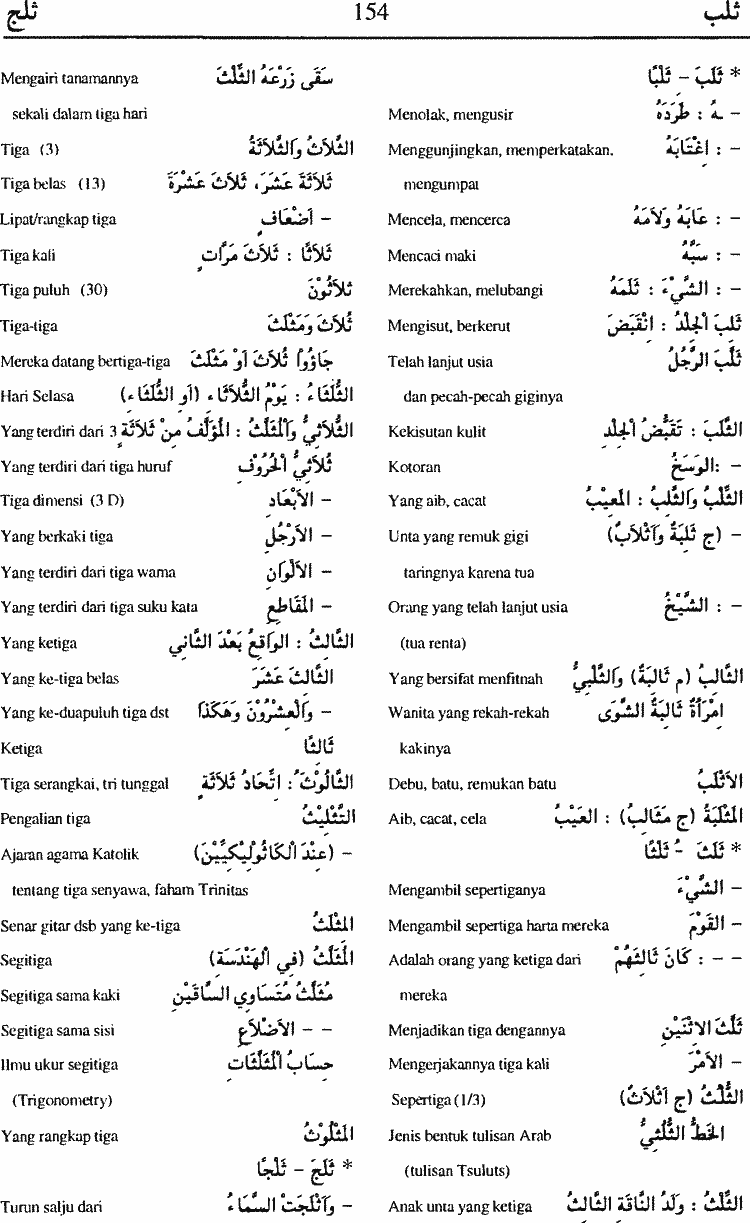 ثلب 154 ثلج
* ثَلَبَ - ثَلْبًا
Menolak, mengusir - ـهُ : طَرَدَهُ
Menggunjingkan, memperkatakan, - : اغْتَابَهُ
mengumpat
Mencela, mencerca - : عَابَهُ وَلاَمَهُ
Mencaci maki - : سَبَّهُ
Merekahkan, melubangi - : الشَّيْءَ : ثَلَمَهُ
Mengisut, berkerut ثَلِبَ الْجِلْدُ : انْقَبَضَ
Telah lanjut usia ثَلَّبَ الرَّجُلُ
dan pecah-pecah giginya
Kekisutan kulit الثَّلَبُ : تَقَبُّضُ الْجِلْدِ
Kotoran - :الوَسَخُ
Yang aib, cacat الثَّلْبُ وَالثَّلِبُ : المَعِيْبُ
Unta yang remuk gigi - (ج ثِلَبَةٌ وَأَثْلاَبٌ)
taringnya karena tua
Orang yang telah lanjut usia - : الشَّيْخُ
(tua renta)
Yang bersifat menfitnah الثَّالِبُ (م ثَالِبَةٌ) وَالثِّلْبِيُّ
Wanita yang rekah-rekah امْرَأَةٌ ثَالِبَةُ الشَّوَى
kakinya
Debu, batu, remukan batu الأَثْلَبُ
Aib, cacat, cela المَثْلَبَةُ (ج مَثَالِبُ) : العَيْبُ
* ثَلَثَ - ثَلْثًا
Mengambil sepertiganya - الشَّيْءَ
Mengambil sepertiga harta mereka - القَوْمَ
Adalah orang yang ketiga dari - - : كَانَ ثَالِثَهُمْ
mereka
Menjadikan tiga dengannya ثَلَّثَ الاثْنَيْنِ
Mengerjakannya tiga kali - الأَمْرَ
Sepertiga (1/3) الثُّلُثُ (ج أَثْلاَثٌ)
Jenis bentuk tulisan Arab الخَطُّ الثُّلُثِيُّ
(tulisan Tsuluts)
Anak unta yang ketiga الثِّلْثُ : وَلَدُ النَّاقَةِ الثَّالِثُ
Mengairi tanamannya سَقَى زَرْعَهُ الثِّلْثَ
sekali dalam tiga hari
Tiga (3) الثَّلاَثُ وَالثَّلاَثَةُ
Tiga belas (13) ثَلاَثَةَ عَشَرَ، ثَلاَثَ عَشْرَةَ
Lipat/rangkap tiga - أَضْعَافٍ
Tiga kali ثَلاَثًا : ثَلاَثَ مَرَّاتٍ
Tiga puluh (30) ثَلاَثُوْنَ
Tiga-tiga ثُلاَثَ وَمَثْلَثَ
Mereka datang bertiga-tiga جَاؤُوا ثُلاَثَ أَوْ مَثْلَثَ
Hari Selasa الثَّلُثَاءُ : يَوْمُ الثُّلاَثَاءِ (أَو الثُّلَثَاءِ)
Yang terdiri dari 3 الثُّلاَثِيُّ وَالْمُثَلَّثُ : المُؤَلَّفُ مِنْ ثَلاَثَةٍ
Yang terdiri dari tiga huruf ثُلاَثِيُّ الْحُرُوْفِ
Tiga dimensi (3 D) - الأَبْعَادِ
Yang berkaki tiga - الأَرْجُلِ
Yang terdiri dari tiga warna - الأَلْوَانِ
Yang terdiri dari tiga suku kata - المَقَاطِعِ
Yang ketiga الثَّالِثُ : الوَاقِعُ بَعْدَ الثَّانِي
Yang ke-tiga belas الثَّالِثَ عَشَرَ
Yang ke-duapuluh tiga dst - وَالْعِشْرُوْنَ وَهَكَذَا
Ketiga ثَالِثًا
Tiga serangkai, tri tunggal الثَّالُوْثُ : اتِّحَادُ ثَلاَثَةٍ
Pengalian tiga التَّثْلِيْثُ
Ajaran agama Katolik - (عِنْدَ الْكَاثُوْلِيْكِيِّيْنَ)
tentang tiga senyawa, faham Trinitas
Senar gitar dsb yang ke-tiga المَثْلَثُ
Segitiga الْمُثَلَّثُ (فِي الْهَنْدَسَةِ)
Segitiga sama kaki مُثَلَّثُ مُتَسَاوِي السَّاقَيْنِ
Segitiga sama sisi - - الأَضْلاَعِ
Ilmu ukur segitiga حِسَابُ الْمُثَلَّثَاتِ
(Trigonometry)
Yang rangkap tiga المَثْلُوْثُ
* ثَلَجَ - ثَلْجًا
Turun salju dari - وَأَثْلَجَتْ السَّمَاءُ :